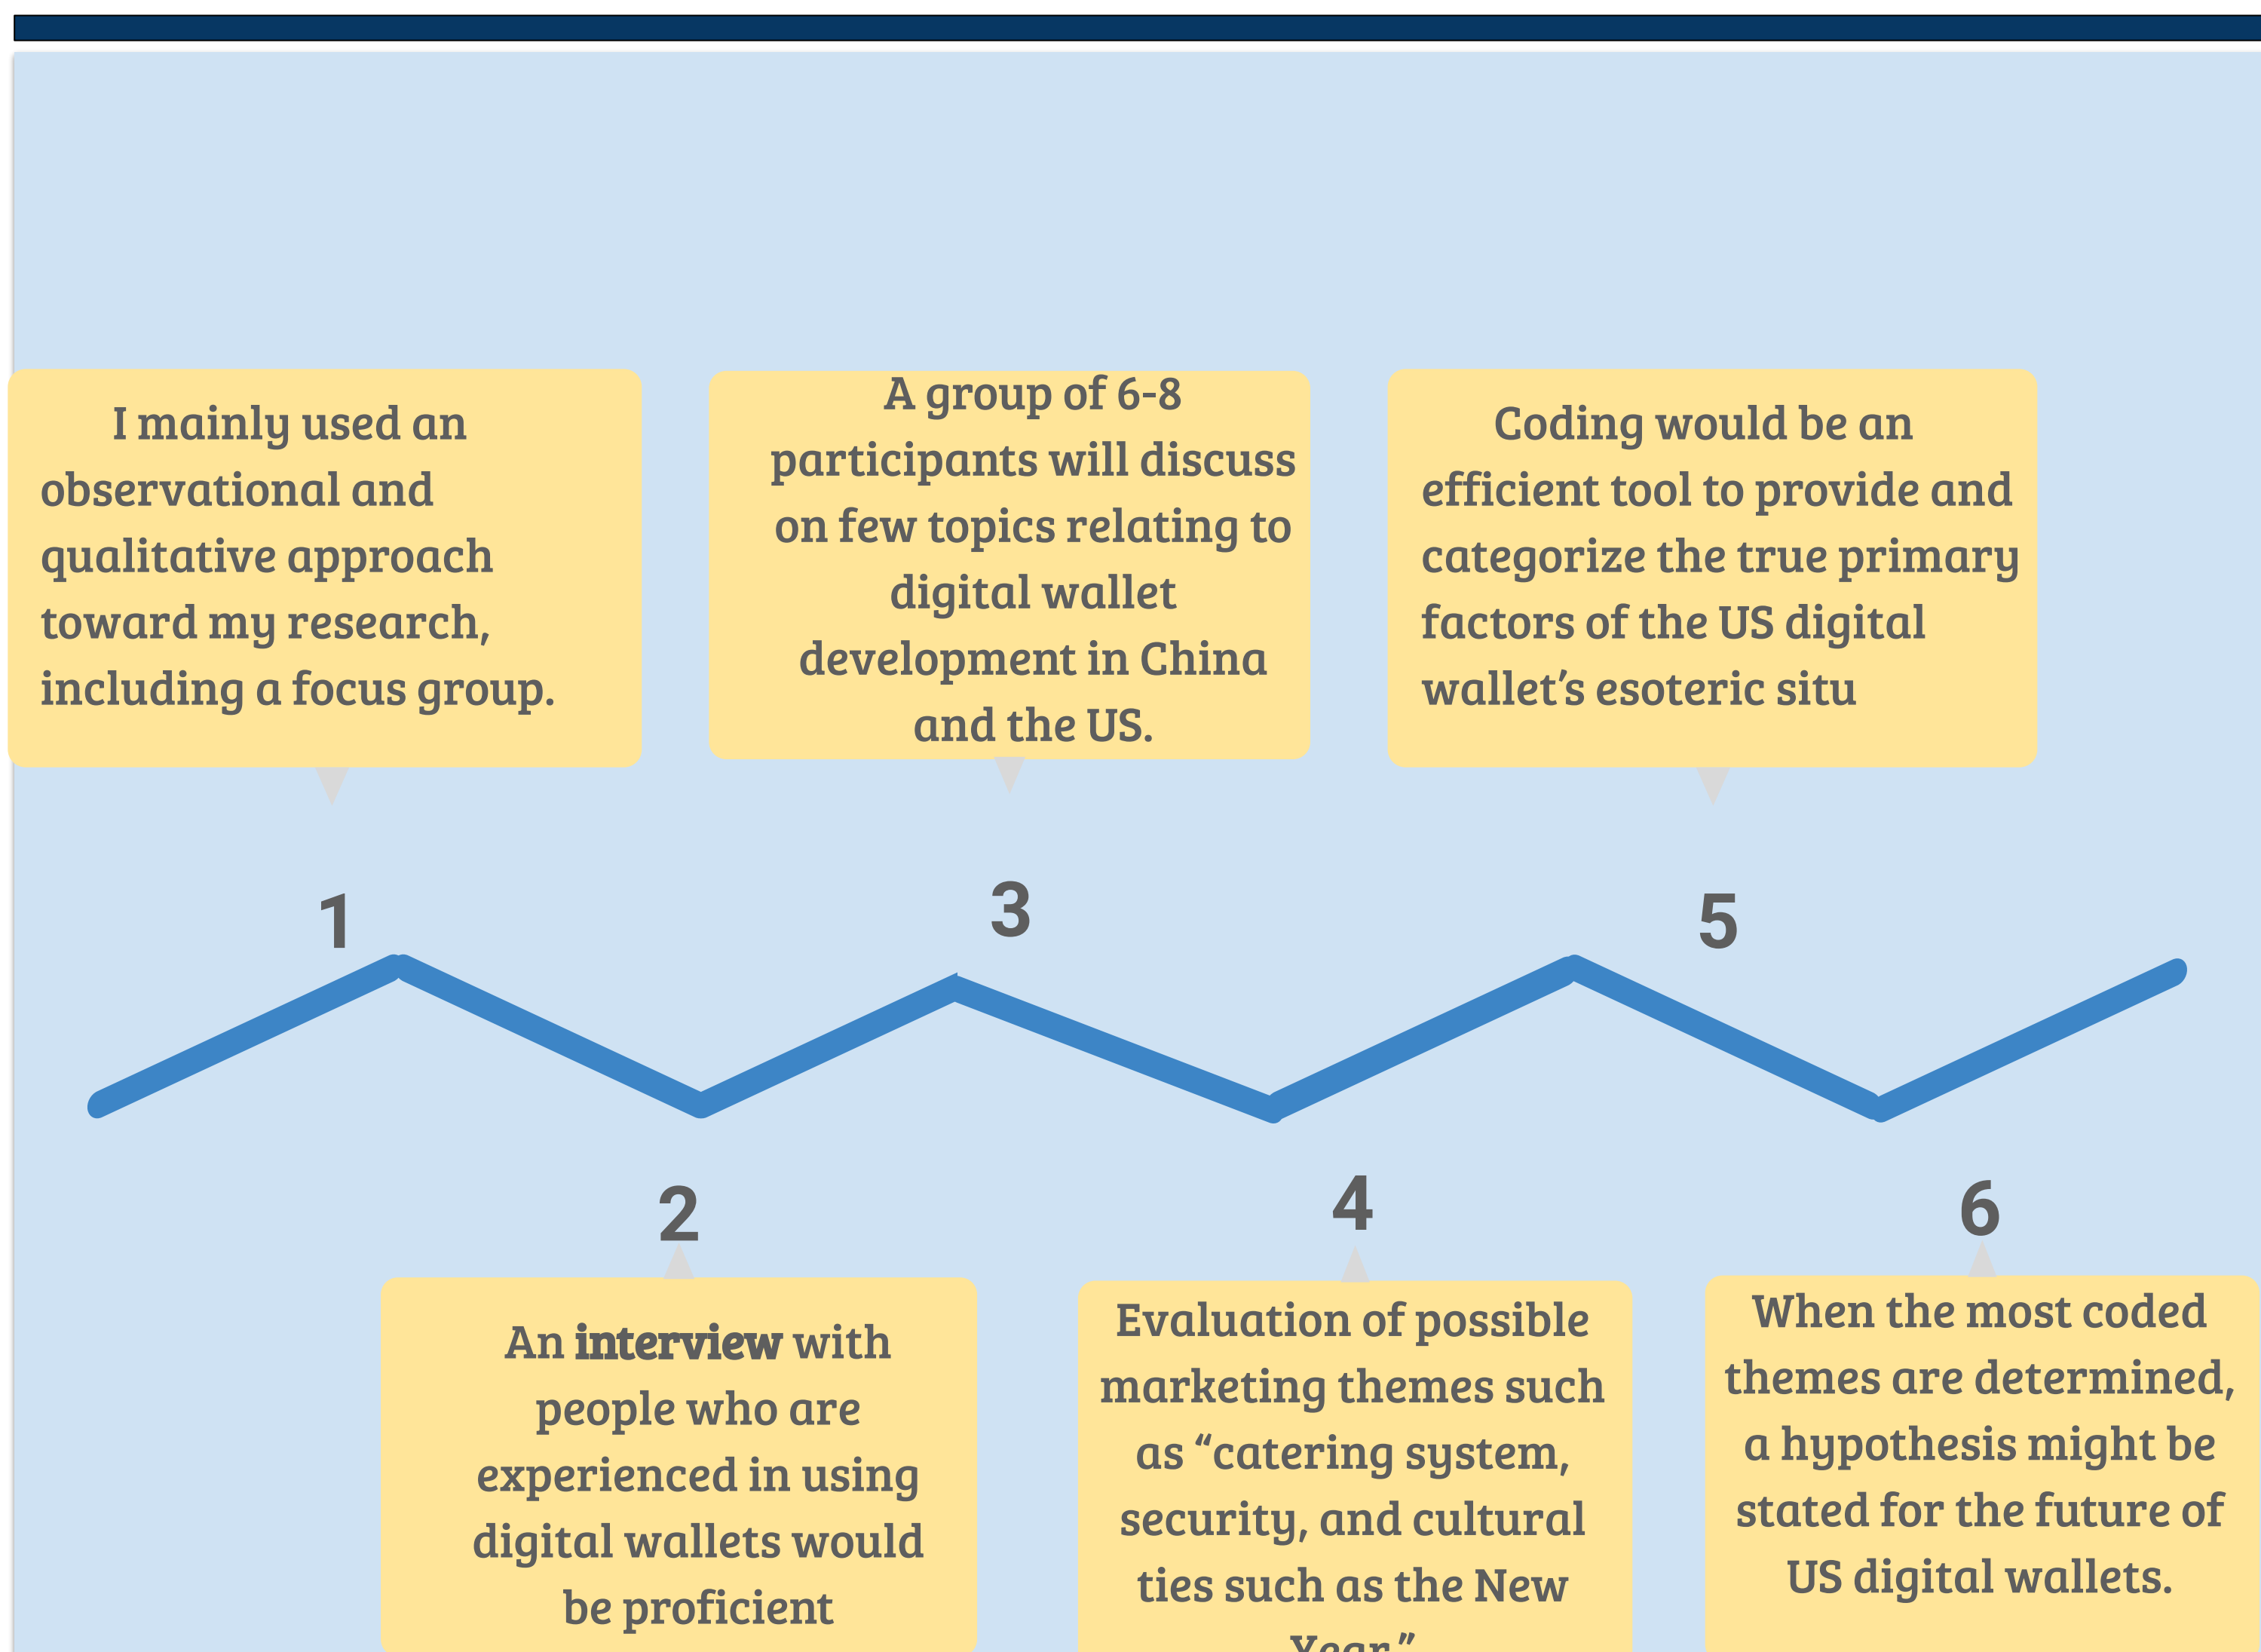 I mainly used an
observational and
qualitative approach
toward my research,
including a focus group.
1
An interview with
people who are
experienced in using
digital wallets would
be proficient
2
A group of 6-8
participants will discuss
on few topics relating to
digital wallet
development in China
and the US.
3
Evaluation of possible
marketing themes such
as “catering system,
security, and cultural
ties such as the New
Year”
4
Coding would be an
efficient tool to provide and
categorize the true primary
factors of the US digital
wallet’s esoteric situ
5
When the most coded
themes are determined,
a hypothesis might be
stated for the future of
US digital wallets.
6